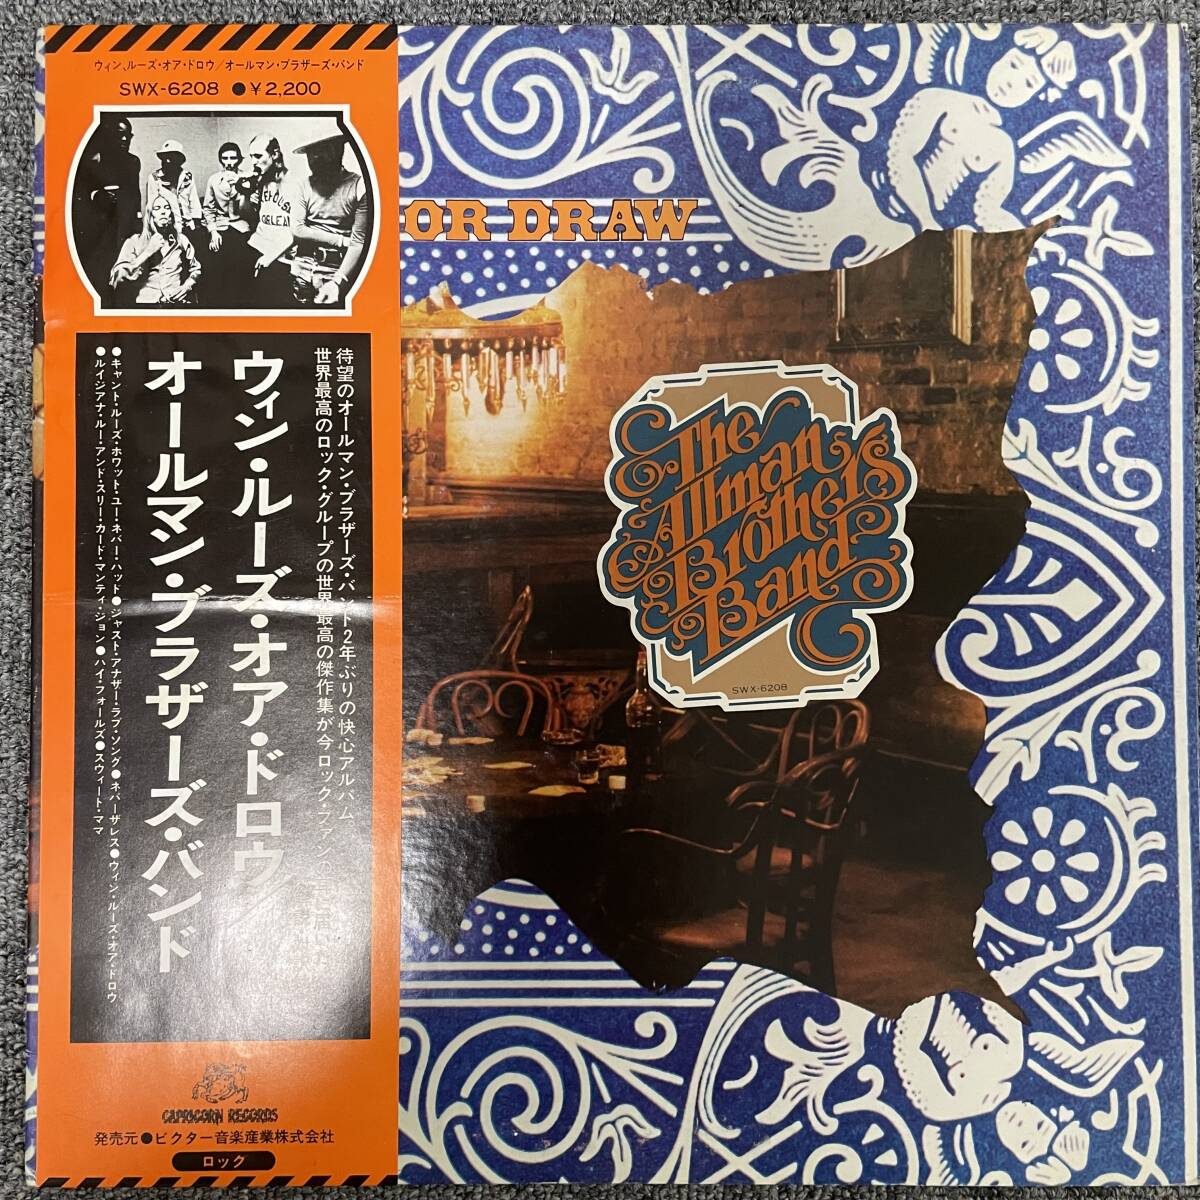 ウィン、ルーズ・オア・ドロウ/オールマン・ブラザーズ・バンド
SWX-6208 ●￥2,200
OR DRAW
待望のオールマン・ブラザーズ・バンド2年ぶりの快心アルバム
世界最高のロック・グループの世界最高の傑作集が今ロック・ファンの
ウィン・ルーズ・オア・ドロウ/
オールマン・ブラザーズ・バンド
●キャント・ルーズ・ホワット・ユー・ネバー・ハッド●ジャスト・アナザー・ラブ・ソング●ネバーザレス●ウィン・ルーズ・オア・ドロウ
●ルイジアナ・ルー・アンド・スリー・カード・マンティ・ジョン●ハイ・フォールズ●スウィート・ママ
The
Allman
Brothers
Band
SWX-6208
CAPRICORN RECORDS
発売元●ビクター音楽産業株式会社
ロック